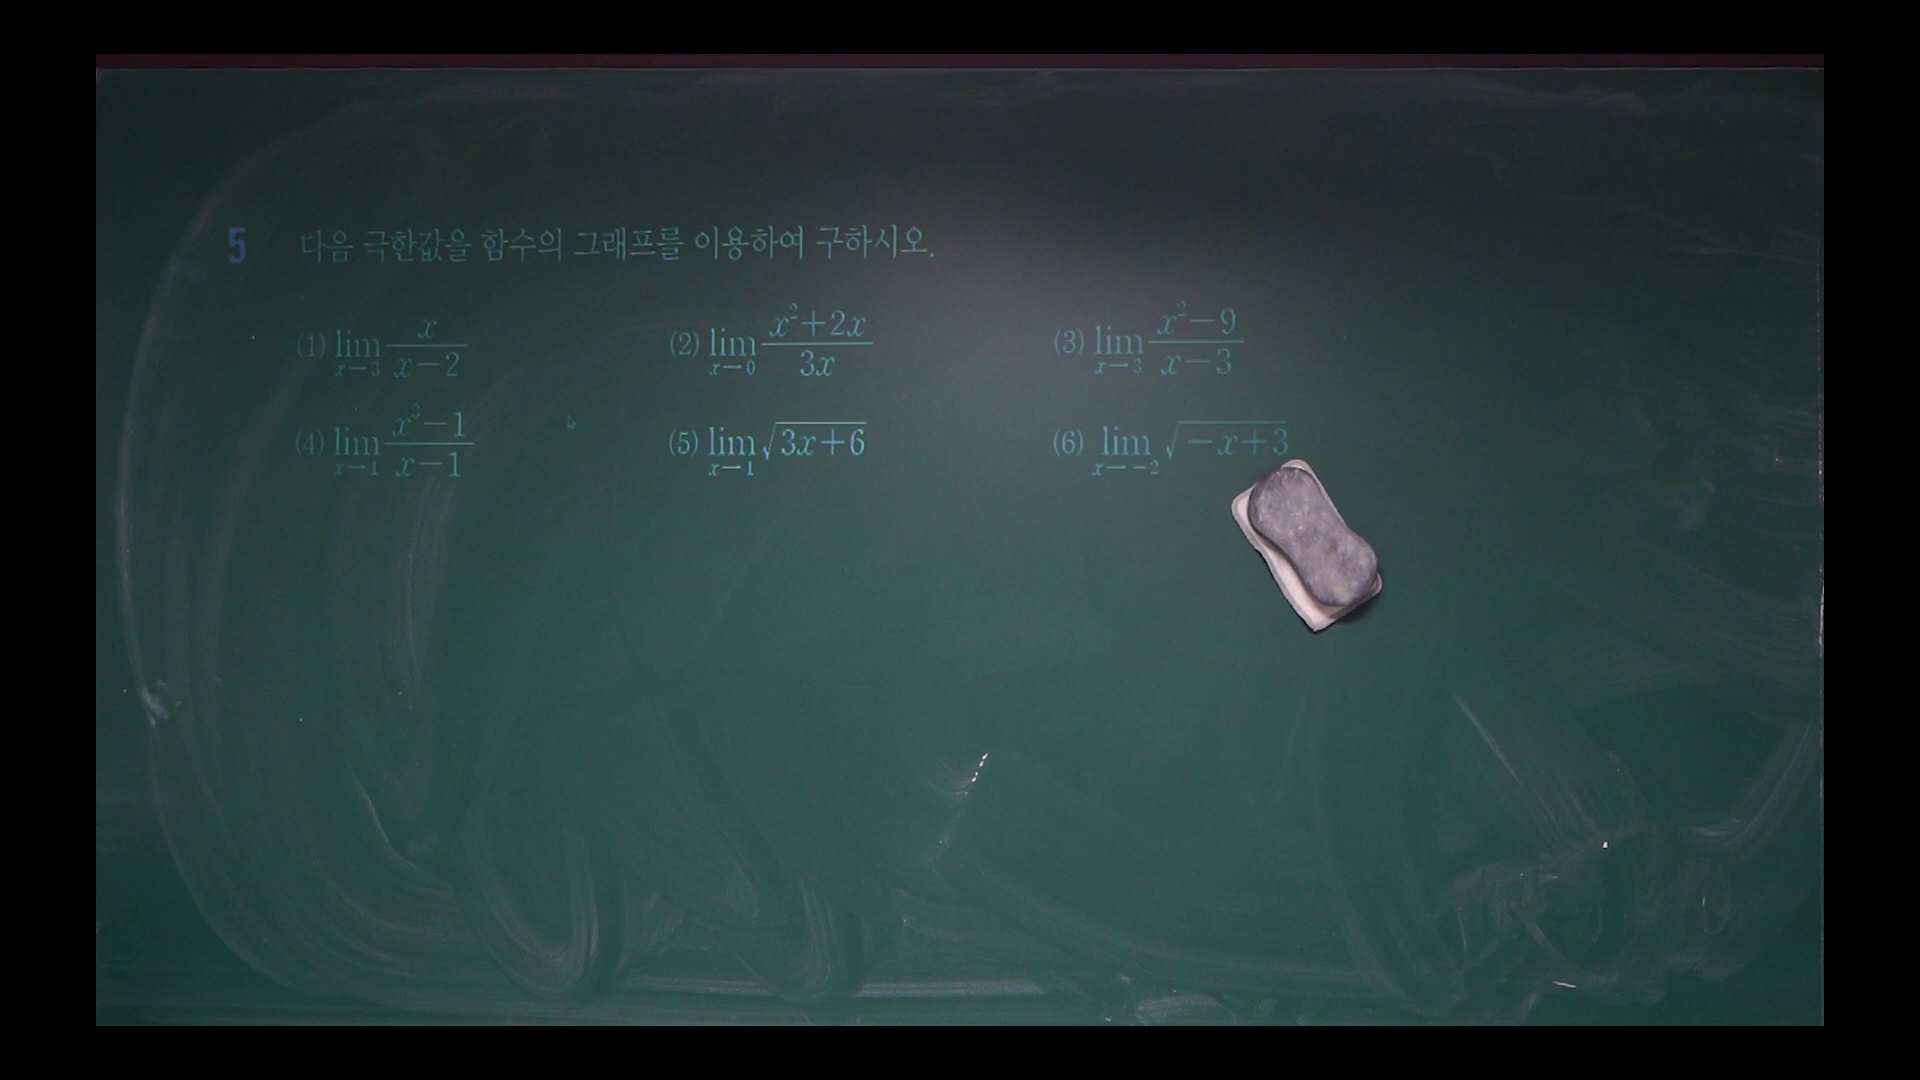 5 다음 극한값을 함수의 그래프를 이용하여 구하시오.
(1) lim_{x→3} x/(x−2) (2) lim_{x→0} (x²+2x)/3x (3) lim_{x→3} (x²−9)/(x−3)
(4) lim_{x→1} (x³−1)/(x−1) (5) lim_{x→1} √(3x+6) (6) lim_{x→−2} √(−x+3)